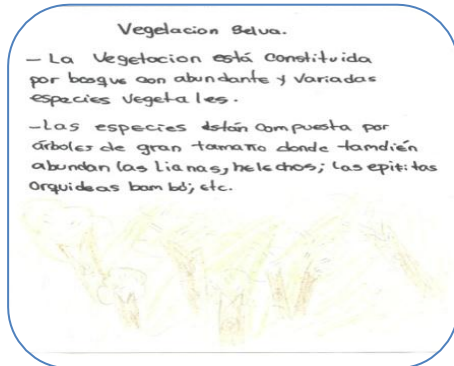 Vegetacion Selva.
- La Vegetacion está Constituida
por bosque con abundante y Variadas
especies Vegetales.
- Las especies están compuesta por
árboles de gran tamaño donde tamdién
abundan las Lianas, helechos; las epifitas
Orquideas bambú; etc.